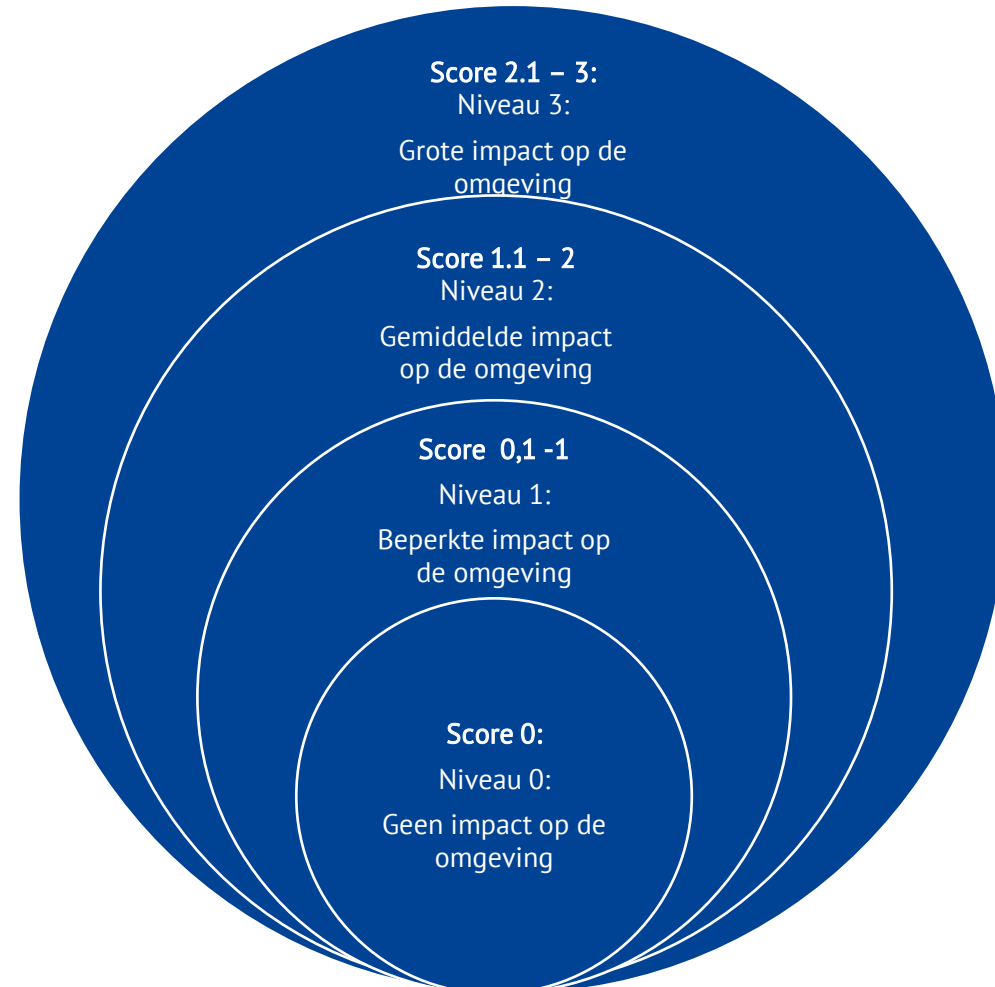 Score 2.1 – 3:
Niveau 3:
Grote impact op de
omgeving
Score 1.1 – 2
Niveau 2:
Gemiddelde impact
op de omgeving
Score 0,1 -1
Niveau 1:
Beperkte impact op
de omgeving
Score 0:
Niveau 0:
Geen impact op de
omgeving